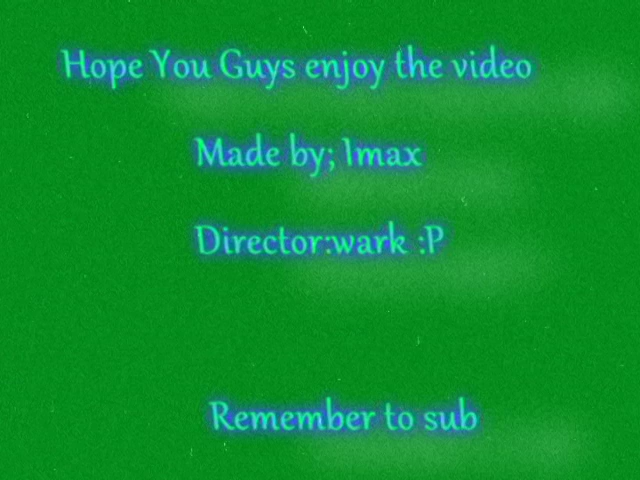 Hope You Guys enjoy the video
Made by; Imax
Director:wark :P
Remember to sub